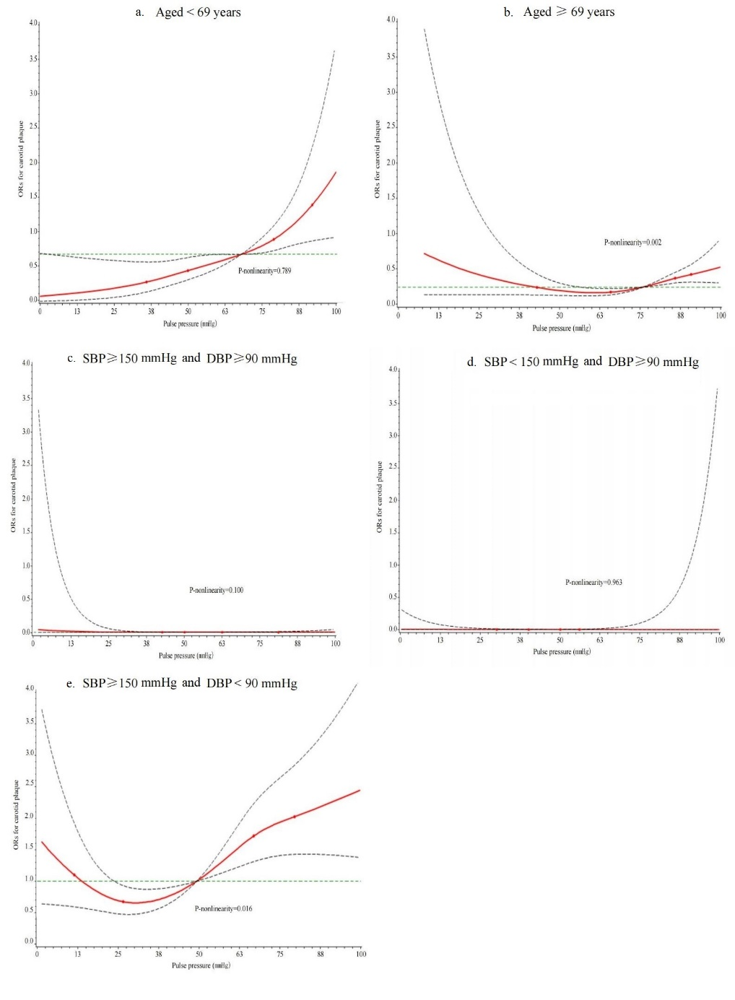 a. Aged < 69 years
4.0
3.5
3.0
2.5
2.0
1.5
1.0
0.5
0.0
ORs for carotid plaque
P-nonlinearity=0.789
0 13 25 38 50 63 75 88 100
Pulse pressure (mmHg)
b. Aged ⩾ 69 years
4.0
3.5
3.0
2.5
2.0
1.5
1.0
0.5
0.0
ORs for carotid plaque
P-nonlinearity=0.002
0 13 25 38 50 63 75 88 100
Pulse pressure (mmHg)
c. SBP⩾150 mmHg and DBP⩾90 mmHg
4.0
3.5
3.0
2.5
2.0
1.5
1.0
0.5
0.0
ORs for carotid plaque
P-nonlinearity=0.100
0 13 25 38 50 63 75 88 100
Pulse pressure (mmHg)
d. SBP< 150 mmHg and DBP⩾90 mmHg
4.0
3.5
3.0
2.5
2.0
1.5
1.0
0.5
0.0
ORs for carotid plaque
P-nonlinearity=0.963
0 13 25 38 50 63 75 88 100
Pulse pressure (mmHg)
e. SBP⩾150 mmHg and DBP< 90 mmHg
4.0
3.5
3.0
2.5
2.0
1.5
1.0
0.5
0.0
ORs for carotid plaque
P-nonlinearity=0.016
0 13 25 38 50 63 75 88 100
Pulse pressure (mmHg)